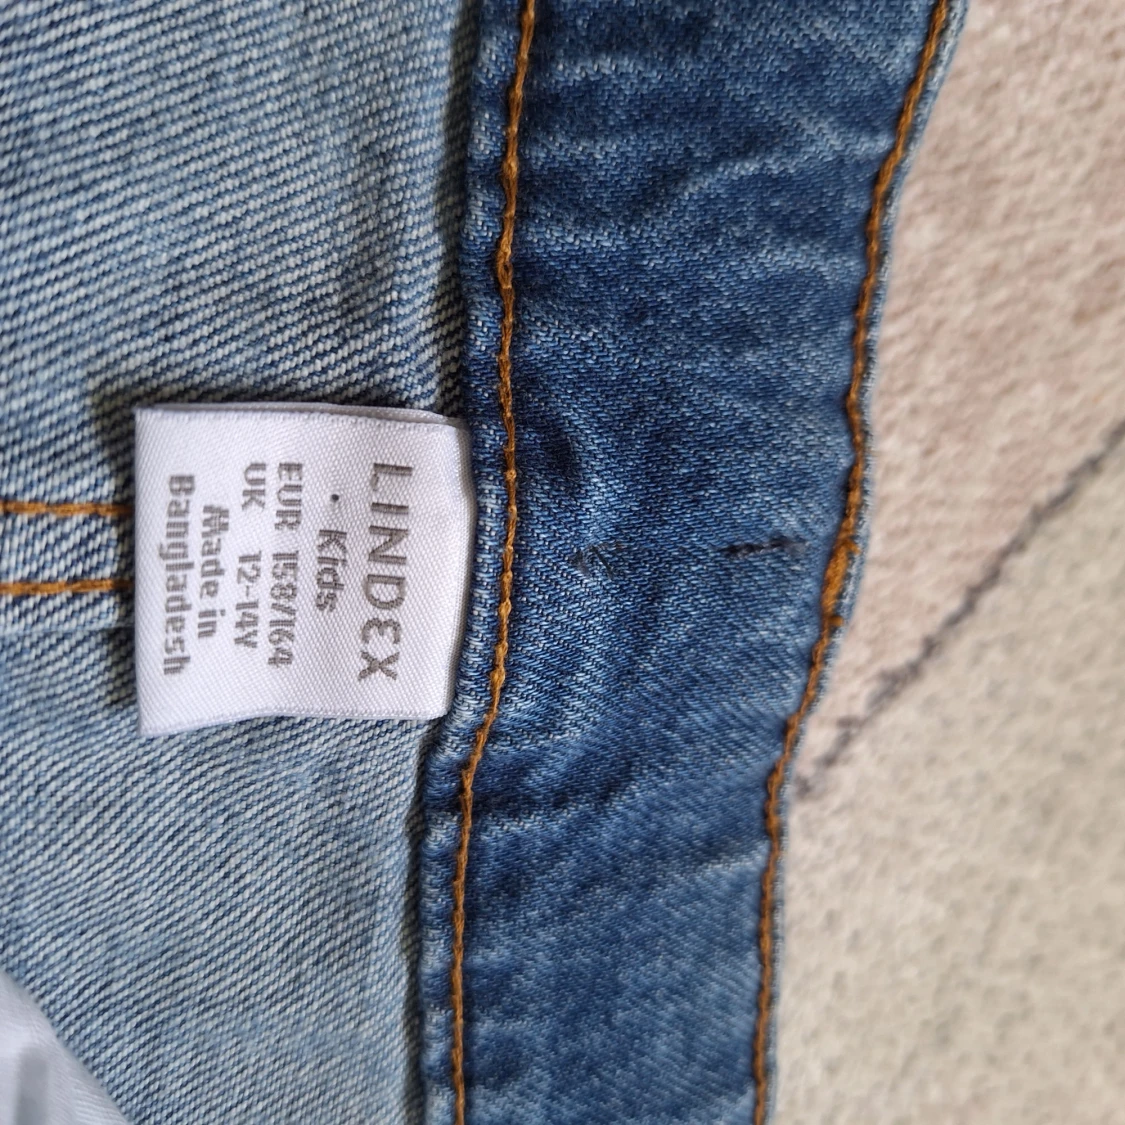 LINDEX
• Kids
EUR 158/164
UK 12-14Y
Made in
Bangladesh